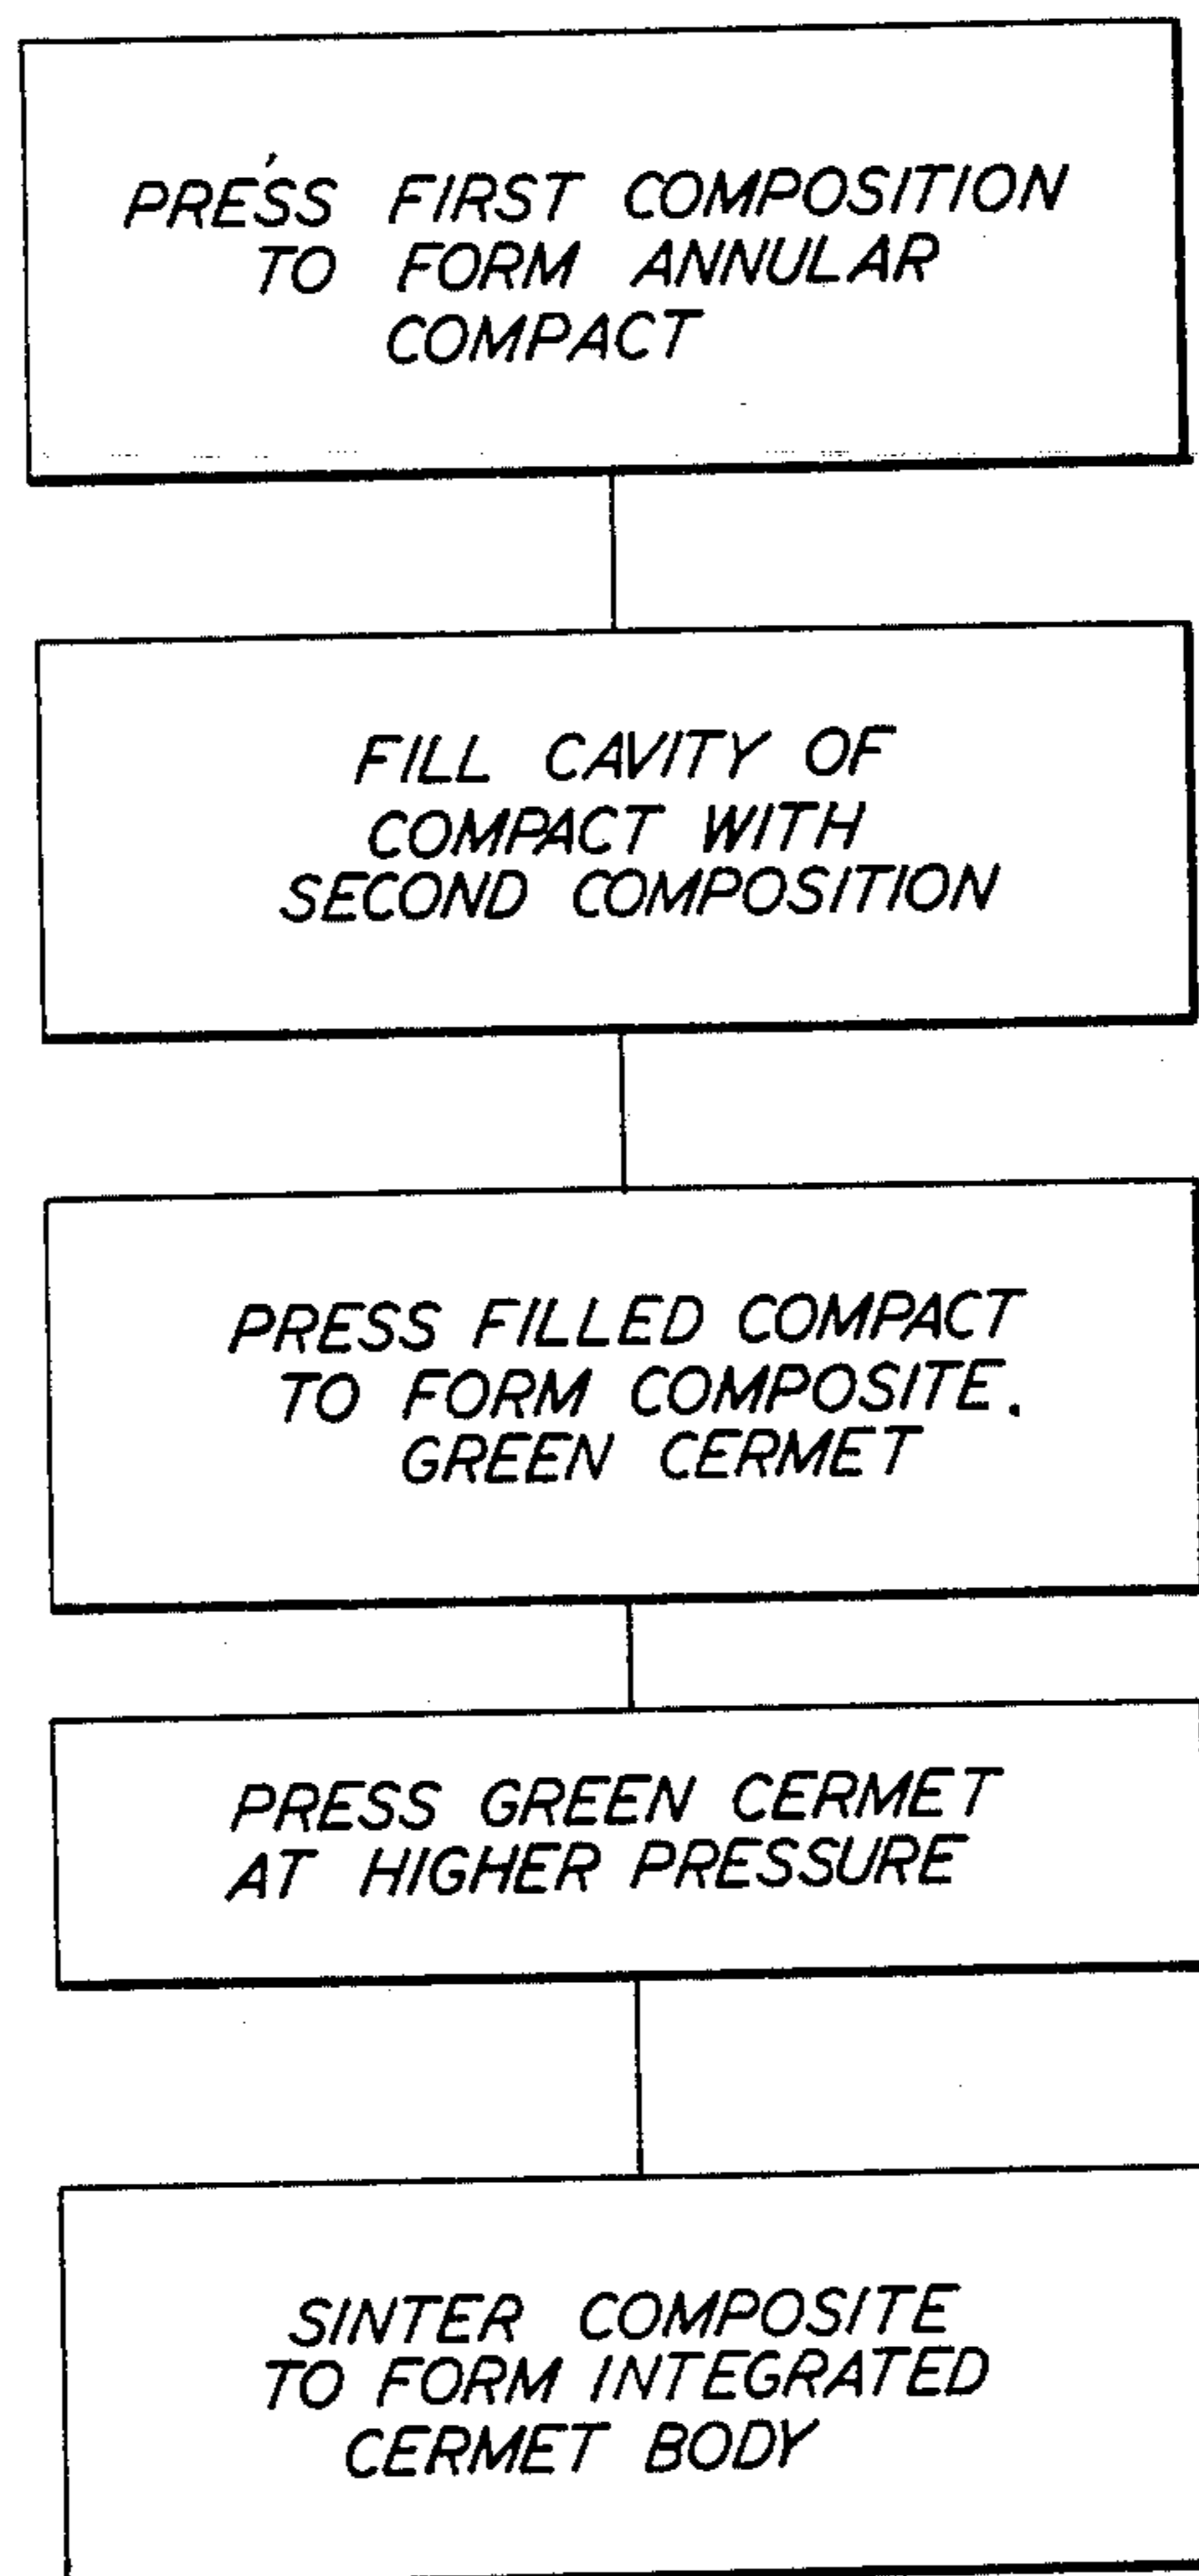 PRESS FIRST COMPOSITION
TO FORM ANNULAR
COMPACT
FILL CAVITY OF
COMPACT WITH
SECOND COMPOSITION
PRESS FILLED COMPACT
TO FORM COMPOSITE.
GREEN CERMET
PRESS GREEN CERMET
AT HIGHER PRESSURE
SINTER COMPOSITE
TO FORM INTEGRATED
CERMET BODY